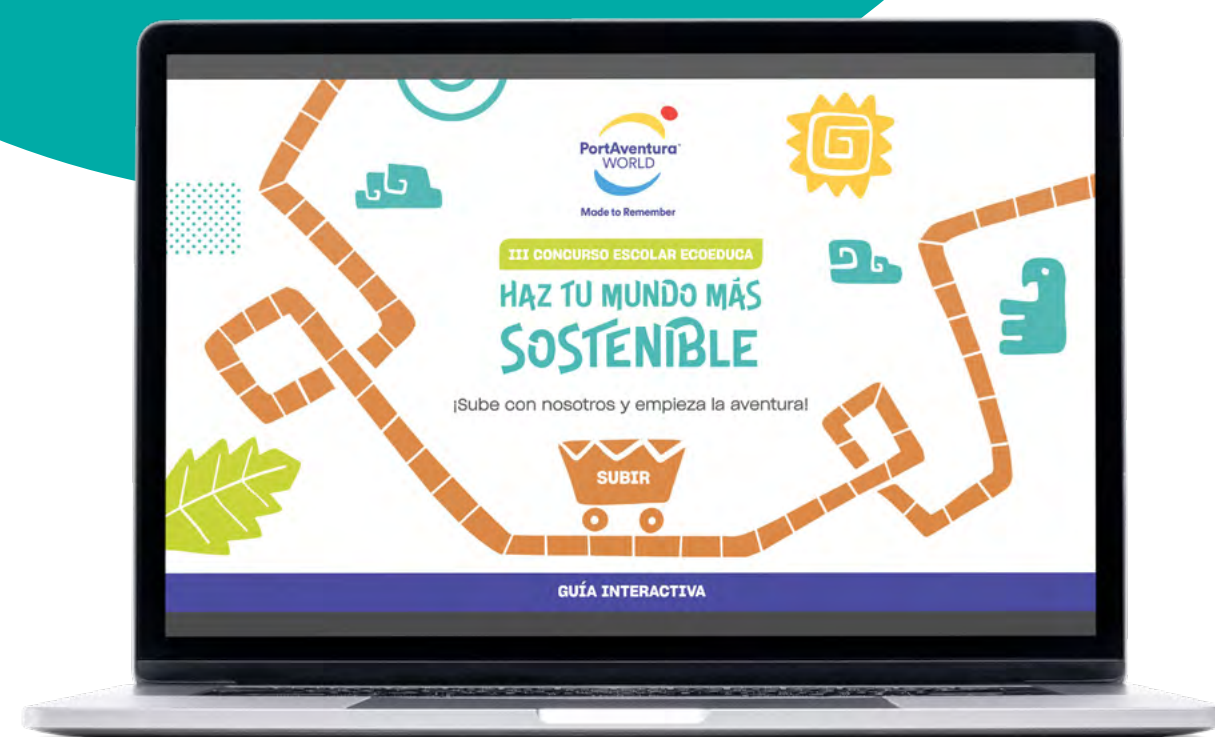 PortAventura
WORLD
Made to Remember
III CONCURSO ESCOLAR ECOEDUCA
HAZ TU MUNDO MÁS
SOSTENIBLE
¡Sube con nosotros y empieza la aventura!
SUBIR
GUÍA INTERACTIVA